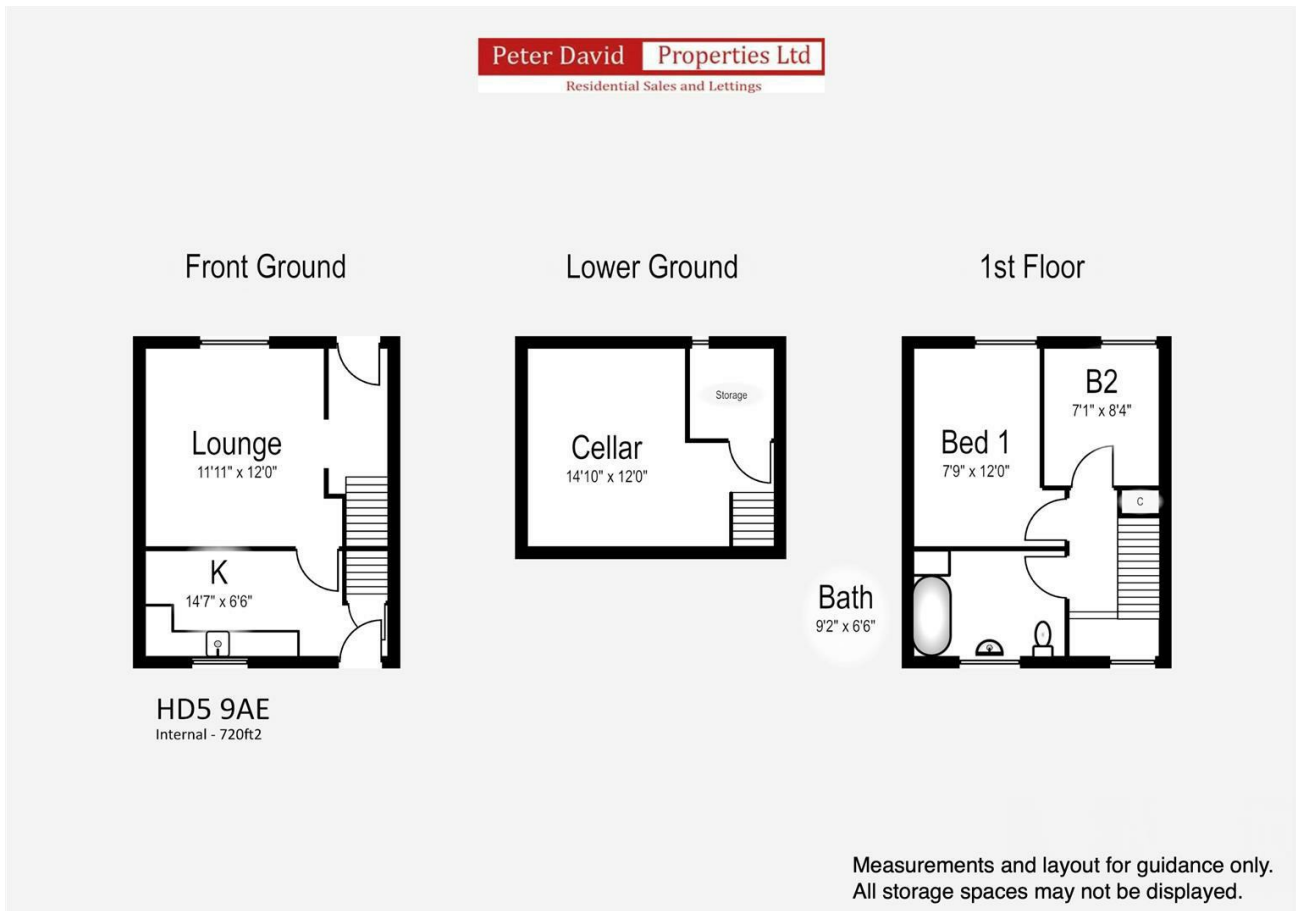 Peter David Properties Ltd
Residential Sales and Lettings
Front Ground
Lounge
11'11" x 12'0"
K
14'7" x 6'6"
HD5 9AE
Internal - 720ft2
Lower Ground
Storage
Cellar
14'10" x 12'0"
1st Floor
B2
7'1" x 8'4"
Bed 1
7'9" x 12'0"
C
Bath
9'2" x 6'6"
Measurements and layout for guidance only.
All storage spaces may not be displayed.